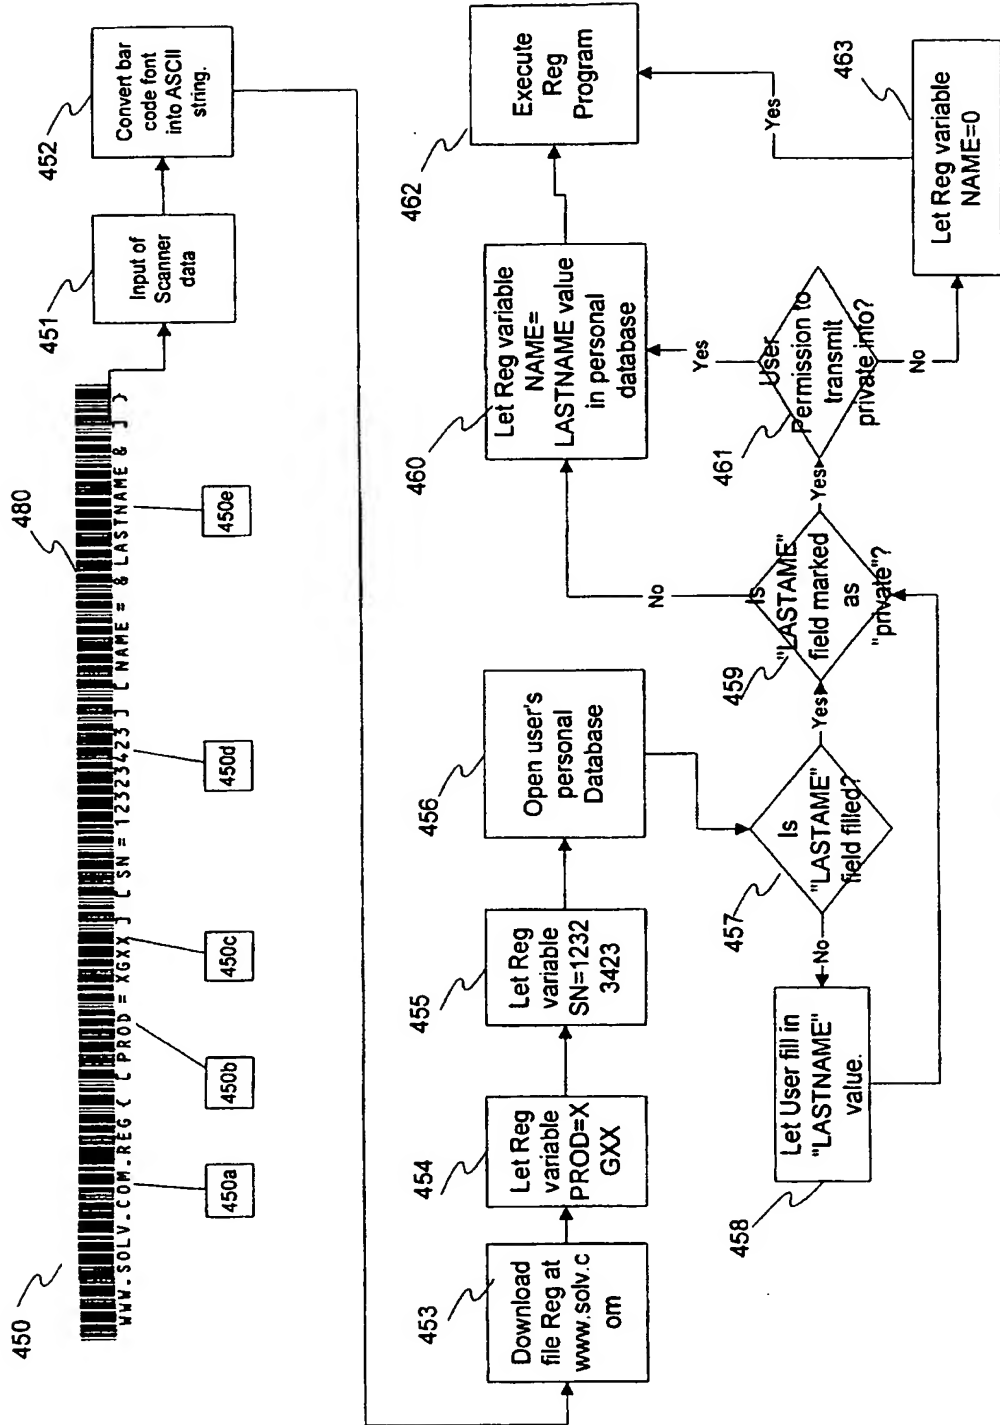 450
480
WWW.SOLV.COM.REG{ [PROD = XGXX] [SN = 12323423] [NAME = & LASTNAME & ] }
450a
450b
450c
450d
450e
451
Input of
Scanner
data
452
Convert bar
code font
into ASCII
string.
453
Download
file Reg at
www.solv.c
om
454
Let Reg
variable
PROD=X
GXX
455
Let Reg
variable
SN=1232
3423
456
Open user's
personal
Database
457
Is
"LASTAME"
field filled?
No
Yes
458
Let User fill in
"LASTNAME"
value.
459
Is
"LASTAME"
field marked
as
"private"?
No
Yes
460
Let Reg variable
NAME=
LASTNAME value
in personal
database
461
User
Permission to
transmit
private info?
Yes
No
462
Execute
Reg
Program
463
Let Reg variable
NAME=0
Yes